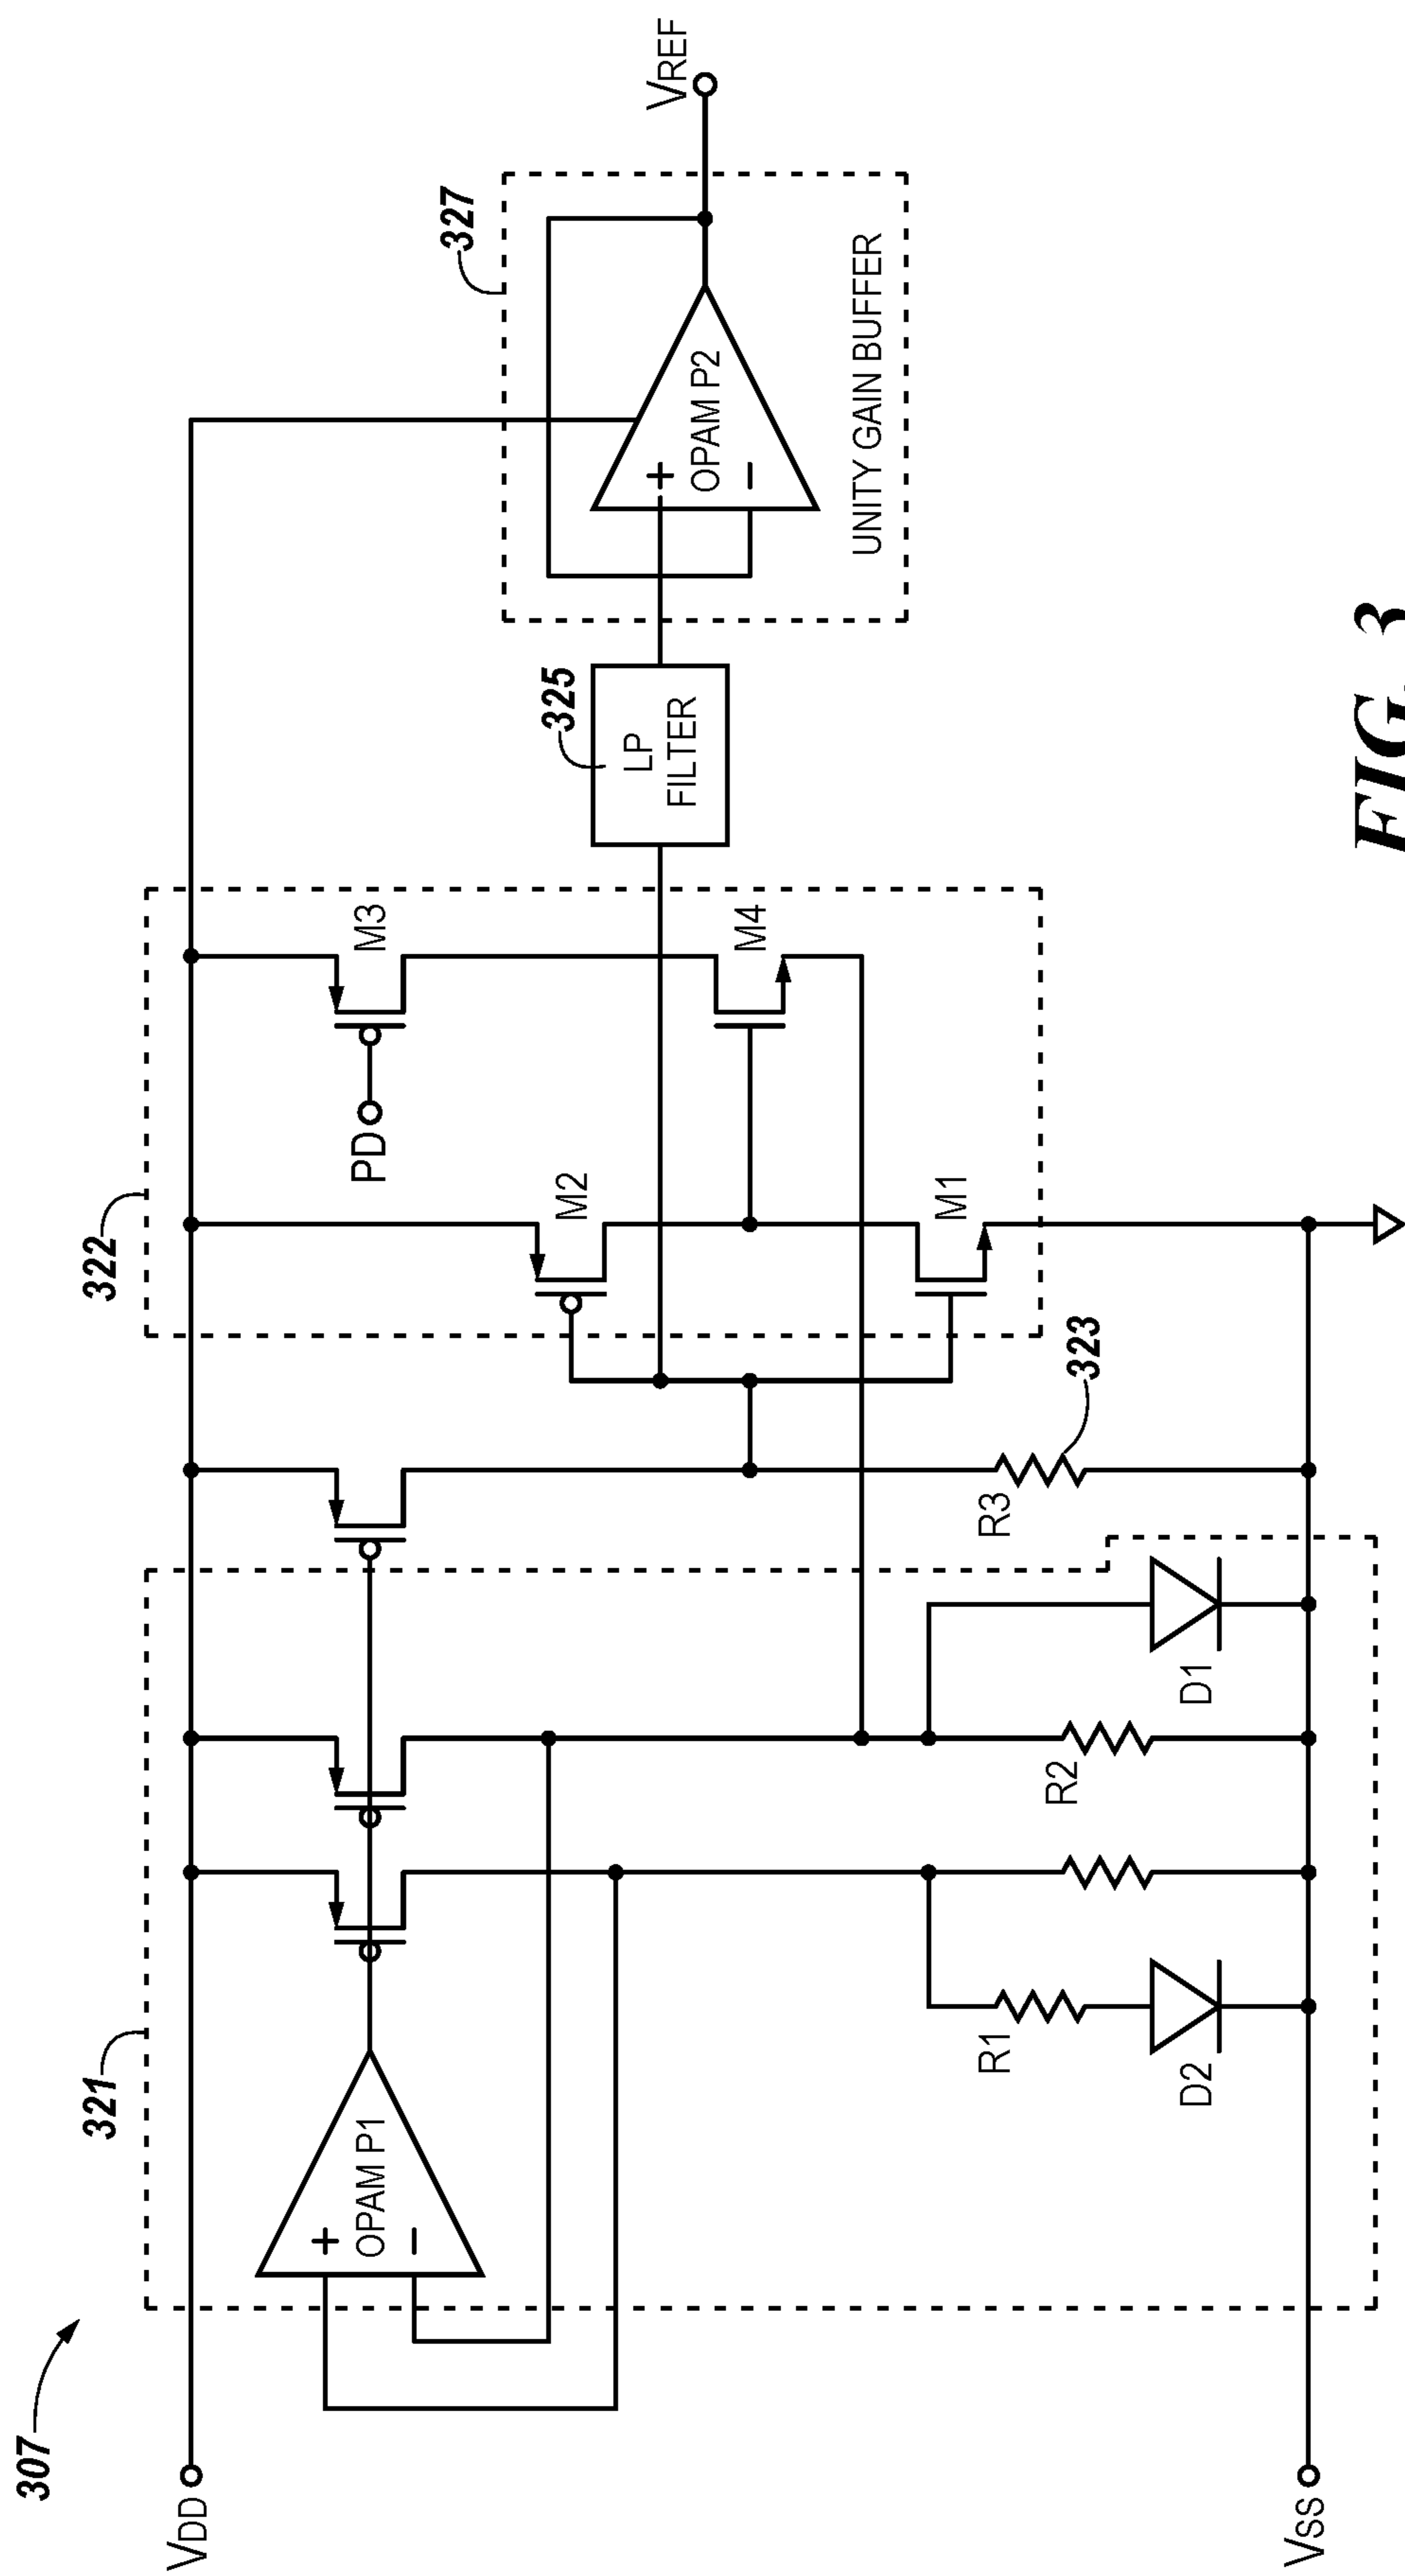 307
VDD
321
322
327
VREF
OPAM P1
+
−
PD
M3
M2
M4
M1
325
LP
FILTER
+
OPAM P2
−
UNITY GAIN BUFFER
R1
D2
R2
D1
R3
323
VSS
FIG. 3